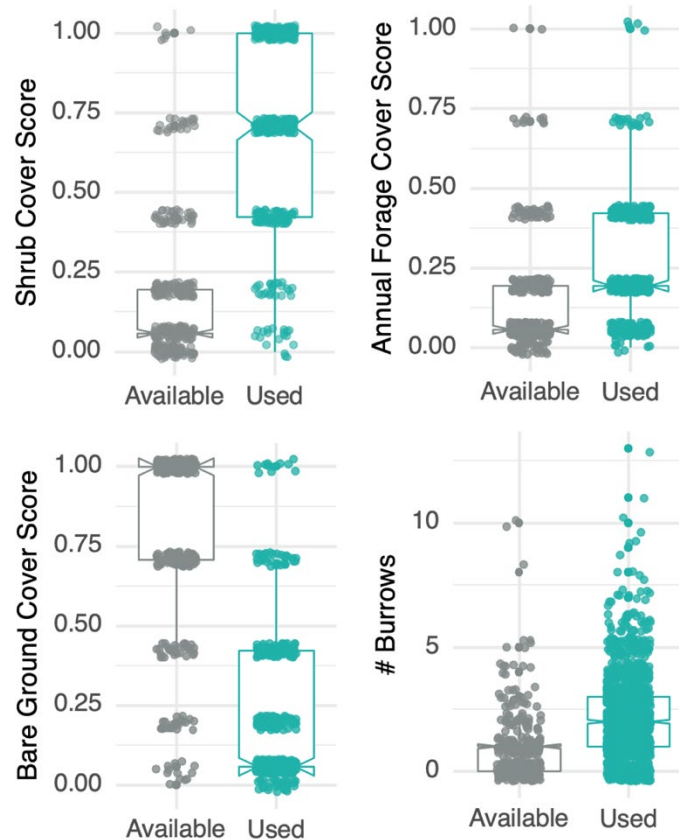 Shrub Cover Score
1.00
0.75
0.50
0.25
0.00
Available Used
Annual Forage Cover Score
1.00
0.75
0.50
0.25
0.00
Available Used
Bare Ground Cover Score
1.00
0.75
0.50
0.25
0.00
Available Used
# Burrows
10
5
0
Available Used